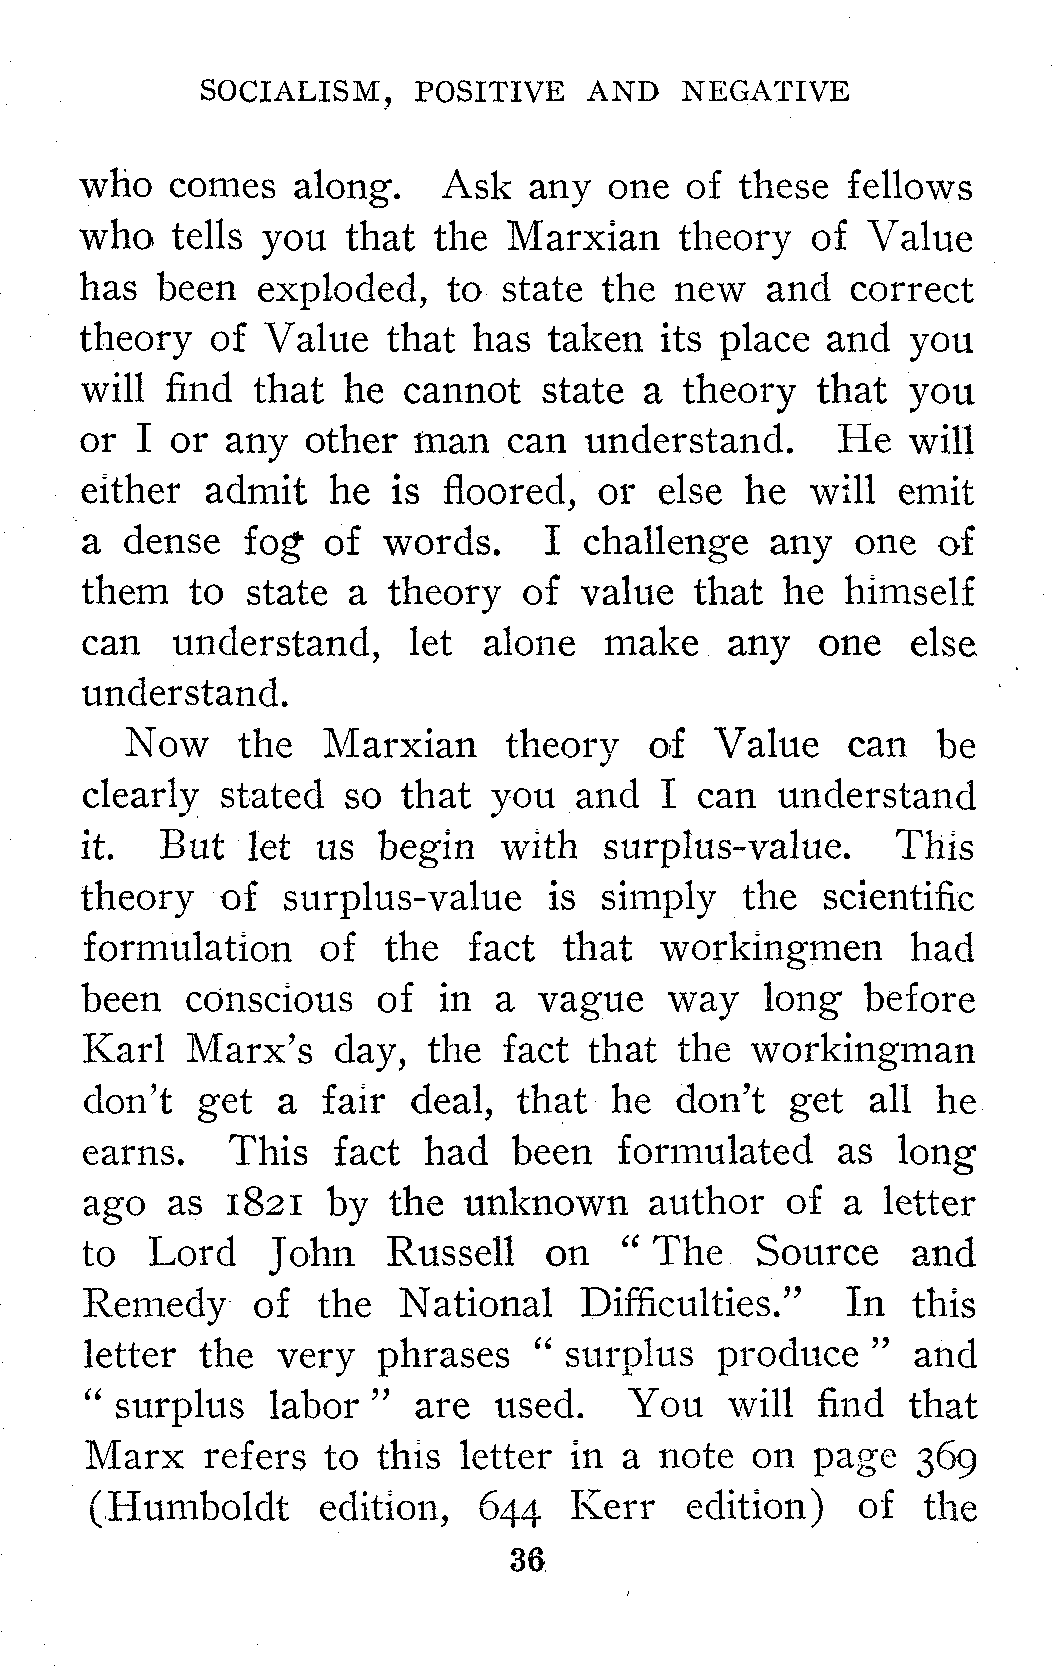 SOCIALISM, POSITIVE AND NEGATIVE
who comes along. Ask any one of these fellows
who tells you that the Marxian theory of Value
has been exploded, to state the new and correct
theory of Value that has taken its place and you
will find that he cannot state a theory that you
or I or any other man can understand. He will
either admit he is floored, or else he will emit
a dense fog of words. I challenge any one of
them to state a theory of value that he himself
can understand, let alone make any one else
understand.
Now the Marxian theory of Value can be
clearly stated so that you and I can understand
it. But let us begin with surplus-value. This
theory of surplus-value is simply the scientific
formulation of the fact that workingmen had
been conscious of in a vague way long before
Karl Marx's day, the fact that the workingman
don't get a fair deal, that he don't get all he
earns. This fact had been formulated as long
ago as 1821 by the unknown author of a letter
to Lord John Russell on “ The Source and
Remedy of the National Difficulties.” In this
letter the very phrases “ surplus produce ” and
“ surplus labor ” are used. You will find that
Marx refers to this letter in a note on page 369
(Humboldt edition, 644 Kerr edition) of the
36